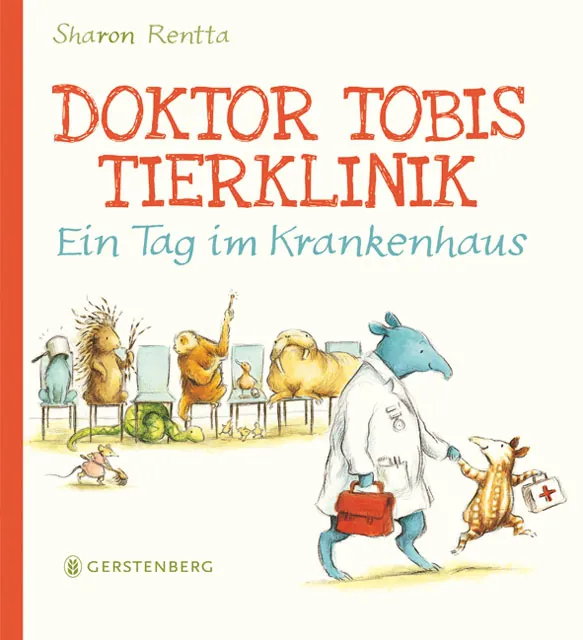 Sharon Rentta
DOKTOR TOBIS
TIERKLINIK
Ein Tag im Krankenhaus
GERSTENBERG